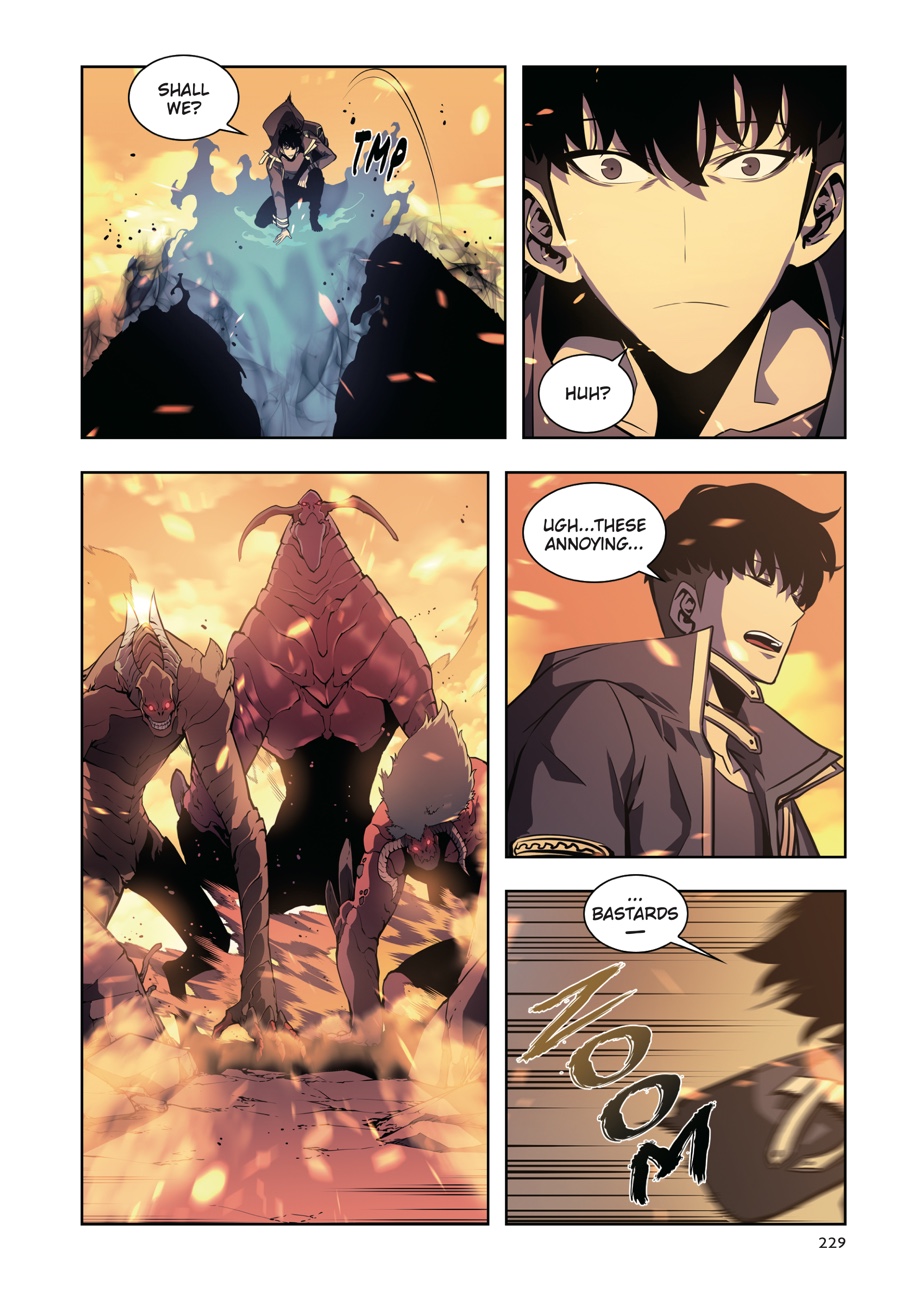 SHALL
WE?
TMP
HUH?
UGH...THESE
ANNOYING...
...
BASTARDS
—
ZOOM
229